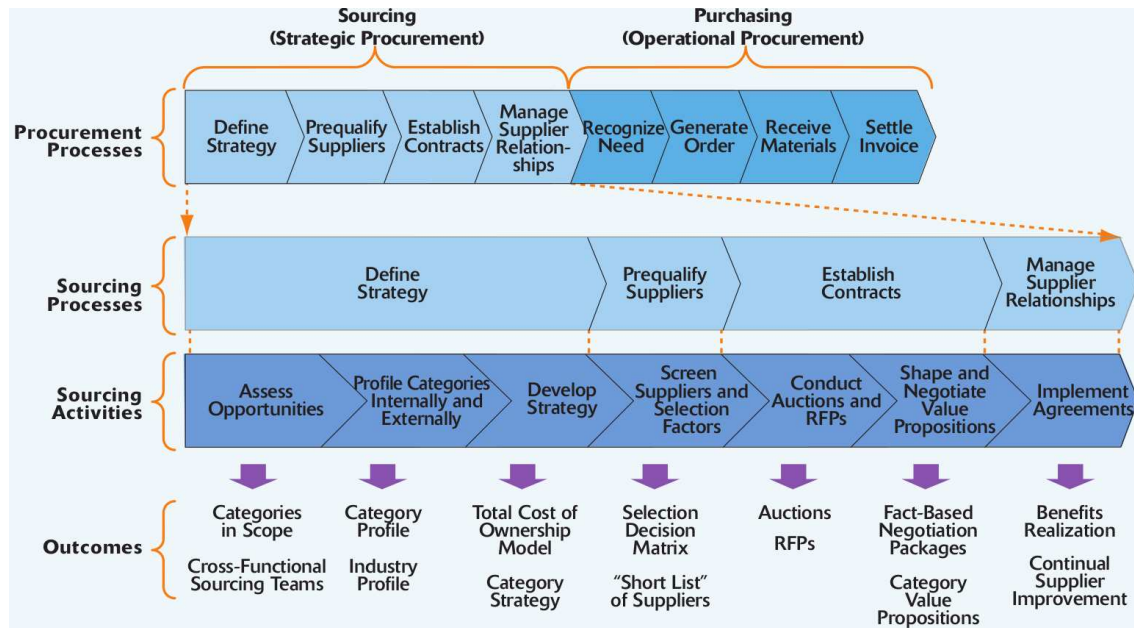 Sourcing
(Strategic Procurement)
Purchasing
(Operational Procurement)
Procurement
Processes
Define
Strategy
Prequalify
Suppliers
Establish
Contracts
Manage
Supplier
Relation-
ships
Recognize
Need
Generate
Order
Receive
Materials
Settle
Invoice
Sourcing
Processes
Define
Strategy
Prequalify
Suppliers
Establish
Contracts
Manage
Supplier
Relationships
Sourcing
Activities
Assess
Opportunities
Profile Categories
Internally and
Externally
Develop
Strategy
Screen
Suppliers and
Selection
Factors
Conduct
Auctions and
RFPs
Shape and
Negotiate
Value
Propositions
Implement
Agreements
Outcomes
Categories
in Scope
Cross-Functional
Sourcing Teams
Category
Profile
Industry
Profile
Total Cost of
Ownership
Model
Category
Strategy
Selection
Decision
Matrix
“Short List”
of Suppliers
Auctions
RFPs
Fact-Based
Negotiation
Packages
Category
Value
Propositions
Benefits
Realization
Continual
Supplier
Improvement